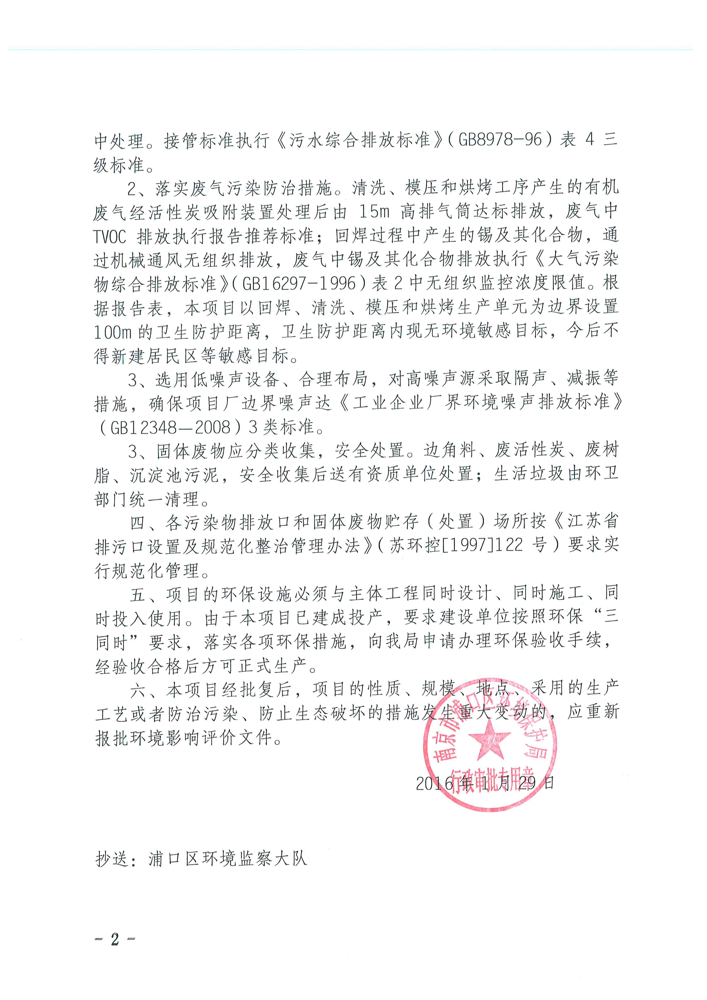 中处理。接管标准执行《污水综合排放标准》（GB8978-96）表 4 三
级标准。
2、落实废气污染防治措施。清洗、模压和烘烤工序产生的有机
废气经活性炭吸附装置处理后由 15m 高排气筒达标排放，废气中
TVOC 排放执行报告推荐标准；回焊过程中产生的锡及其化合物，通
过机械通风无组织排放，废气中锡及其化合物排放执行《大气污染
物综合排放标准》（GB16297-1996）表2中无组织监控浓度限值。根
据报告表，本项目以回焊、清洗、模压和烘烤生产单元为边界设置
100m的卫生防护距离，卫生防护距离内现无环境敏感目标，今后不
得新建居民区等敏感目标。
3、选用低噪声设备、合理布局，对高噪声源采取隔声、减振等
措施，确保项目厂边界噪声达《工业企业厂界环境噪声排放标准》
（GB12348—2008）3类标准。
3、固体废物应分类收集，安全处置。边角料、废活性炭、废树
脂、沉淀池污泥，安全收集后送有资质单位处置；生活垃圾由环卫
部门统一清理。
四、各污染物排放口和固体废物贮存（处置）场所按《江苏省
排污口设置及规范化整治管理办法》（苏环控[1997]122 号）要求实
行规范化管理。
五、项目的环保设施必须与主体工程同时设计、同时施工、同
时投入使用。由于本项目已建成投产，要求建设单位按照环保“三
同时”要求，落实各项环保措施，向我局申请办理环保验收手续，
经验收合格后方可正式生产。
六、本项目经批复后，项目的性质、规模、地点、采用的生产
工艺或者防治污染、防止生态破坏的措施发生重大变动的，应重新
报批环境影响评价文件。
南京市浦口区环境保护局
行政审批专用章
2016年1月29日
抄送：浦口区环境监察大队
- 2 -